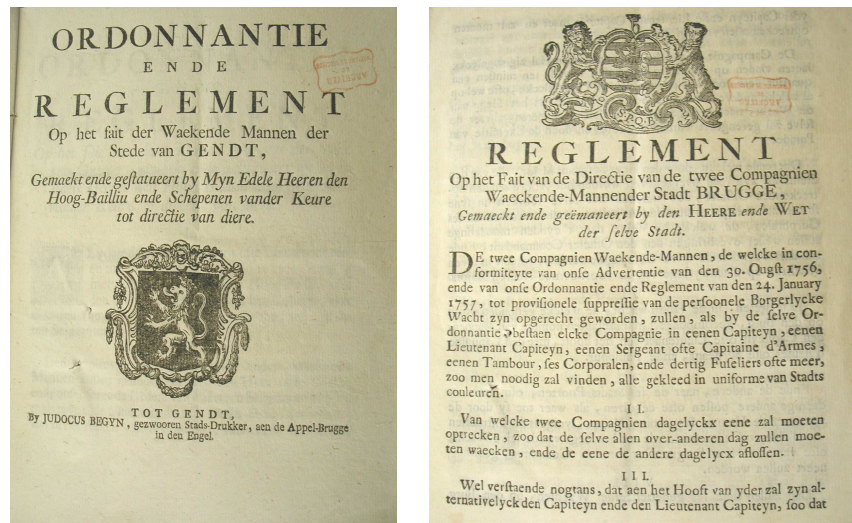 ORDONNANTIE
ENDE
REGLEMENT
Op het fait der Waekende Mannen der
Stede van GENDT,
Gemaekt ende gestatueert by Myn Edele Heeren den
Hoog-Bailliu ende Schepenen vander Keure
tot directie van diere.
TOT GENDT,
By JUDOCUS BEGYN, gezwooren Stads-Drukker, aen de Appel-Brugge
in den Engel.
S.P.Q.B
REGLEMENT
Op het Fait van de Directie van de twee Compagnien
Waeckende-Mannender Stadt BRUGGE,
Gemaeckt ende geëmaneert by den HEERE ende WET
der selve Stadt.
DE twee Compagnien Waekende-Mannen, de welcke in con-
formiteyte van onse Advertentie van den 30. Ougst 1756,
ende van onse Ordonnantie ende Reglement van den 24. January
1757, tot provisionele suppressie van de persoonele Borgerlycke
Wacht zyn opgerecht geworden, zullen, als by de selve Or-
donnantie, bestaen elcke Compagnie in eenen Capiteyn, eenen
Lieutenant Capiteyn, eenen Sergeant ofte Capitaine d'Armes,
eenen Tambour, ses Corporalen, ende dertig Fuseliers ofte meer,
zoo men noodig zal vinden, alle gekleed in uniforme van Stadts
couleuren.
II.
Van welcke twee Compagnien dagelyckx eene zal moeten
optrecken, zoo dat de selve allen over-anderen dag zullen moe-
ten waecken, ende de eene de andere dagelycx aflossen.
III.
Wel verstaende nogtans, dat aen het Hooft van yder zal zyn al-
ternativelyck den Capiteyn ende den Lieutenant Capiteyn, soo dat